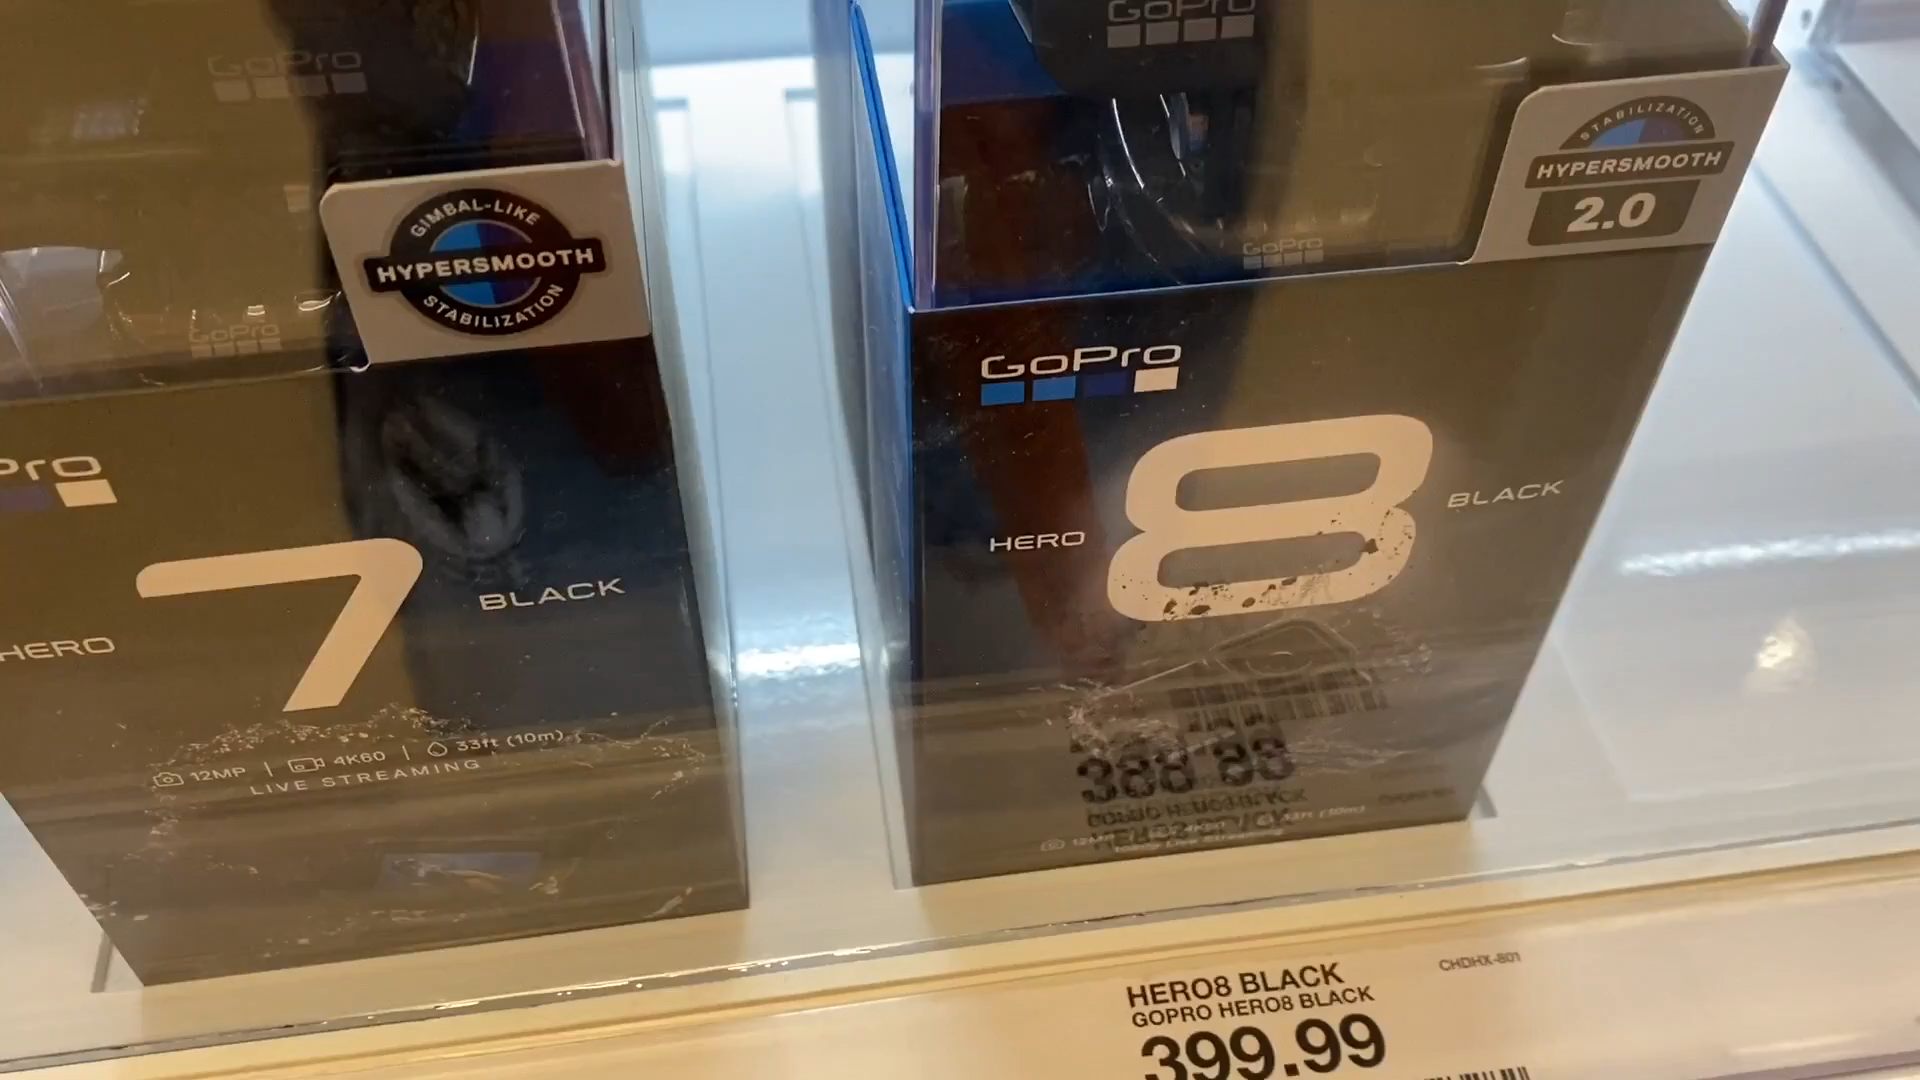 GoPro
GIMBAL-LIKE
HYPERSMOOTH
STABILIZATION
GoPro
Pro
HERO
7
BLACK
12MP | 4K60 | 33ft (10m)
LIVE STREAMING
GoPro
STABILIZATION
HYPERSMOOTH
2.0
GoPro
GoPro
HERO
8
BLACK
HERO8 BLACK
CHDHX-801
GOPRO HERO8 BLACK
399.99